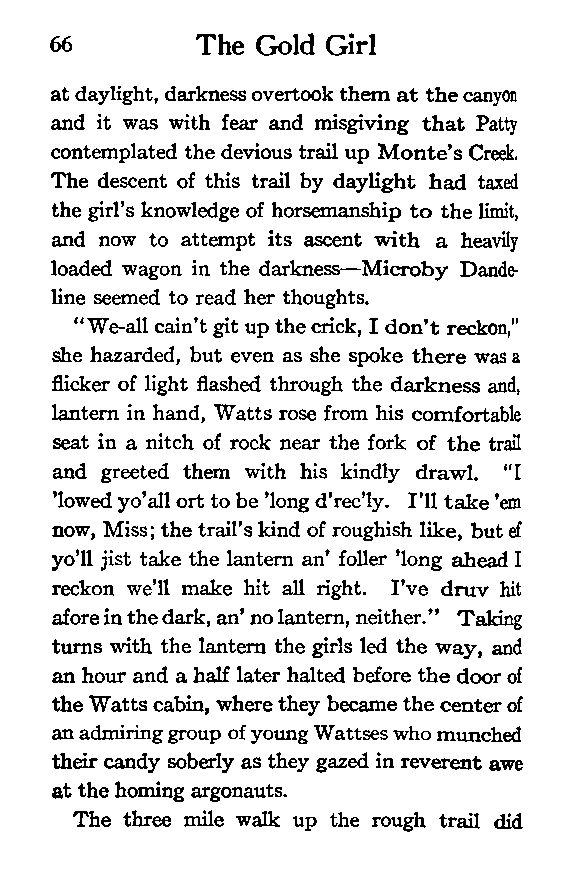 66 The Gold Girl
at daylight, darkness overtook them at the canyon
and it was with fear and misgiving that Patty
contemplated the devious trail up Monte's Creek.
The descent of this trail by daylight had taxed
the girl's knowledge of horsemanship to the limit,
and now to attempt its ascent with a heavily
loaded wagon in the darkness—Microby Dande-
line seemed to read her thoughts.
"We-all cain't git up the crick, I don't reckon,"
she hazarded, but even as she spoke there was a
flicker of light flashed through the darkness and,
lantern in hand, Watts rose from his comfortable
seat in a nitch of rock near the fork of the trail
and greeted them with his kindly drawl. "I
'lowed yo'all ort to be 'long d'rec'ly. I'll take 'em
now, Miss; the trail's kind of roughish like, but ef
yo'll jist take the lantern an' foller 'long ahead I
reckon we'll make hit all right. I've druv hit
afore in the dark, an' no lantern, neither." Taking
turns with the lantern the girls led the way, and
an hour and a half later halted before the door of
the Watts cabin, where they became the center of
an admiring group of young Wattses who munched
their candy soberly as they gazed in reverent awe
at the homing argonauts.
The three mile walk up the rough trail did